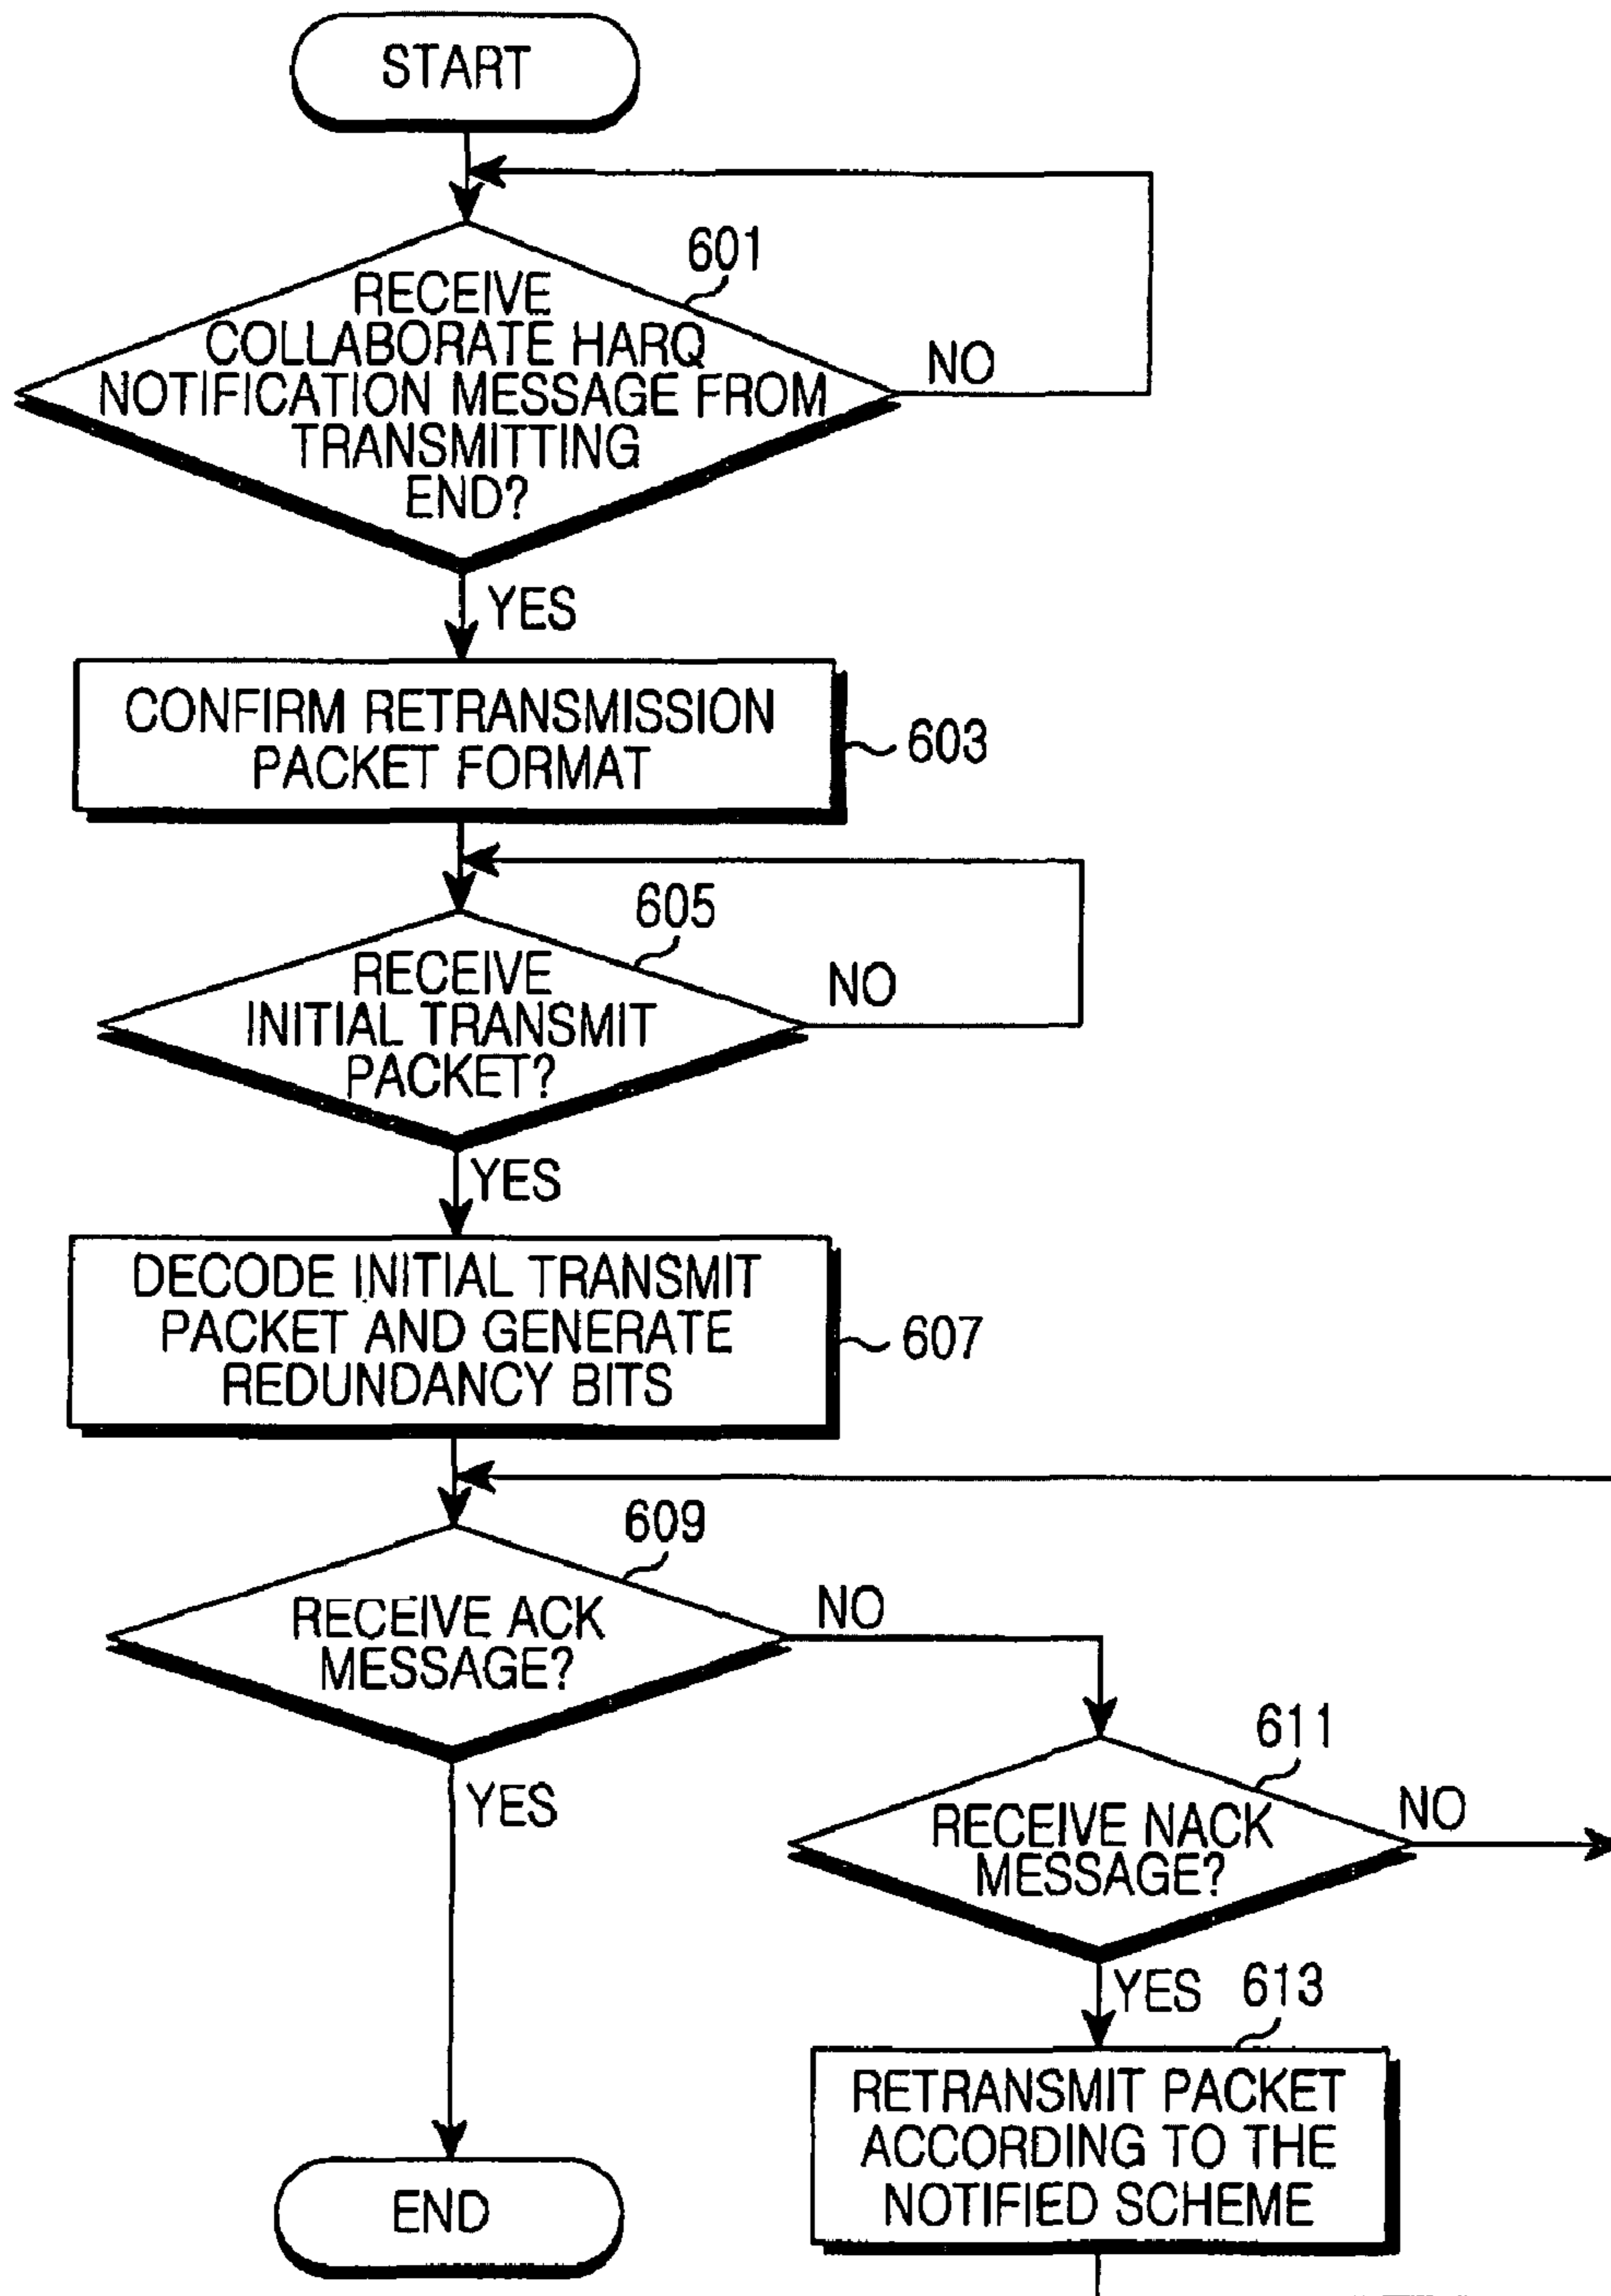 START
601
RECEIVE
COLLABORATE HARQ
NOTIFICATION MESSAGE FROM
TRANSMITTING
END?
NO
YES
CONFIRM RETRANSMISSION
PACKET FORMAT
603
605
RECEIVE
INITIAL TRANSMIT
PACKET?
NO
YES
DECODE INITIAL TRANSMIT
PACKET AND GENERATE
REDUNDANCY BITS
607
609
RECEIVE ACK
MESSAGE?
NO
YES
611
RECEIVE NACK
MESSAGE?
NO
YES
613
RETRANSMIT PACKET
ACCORDING TO THE
NOTIFIED SCHEME
END